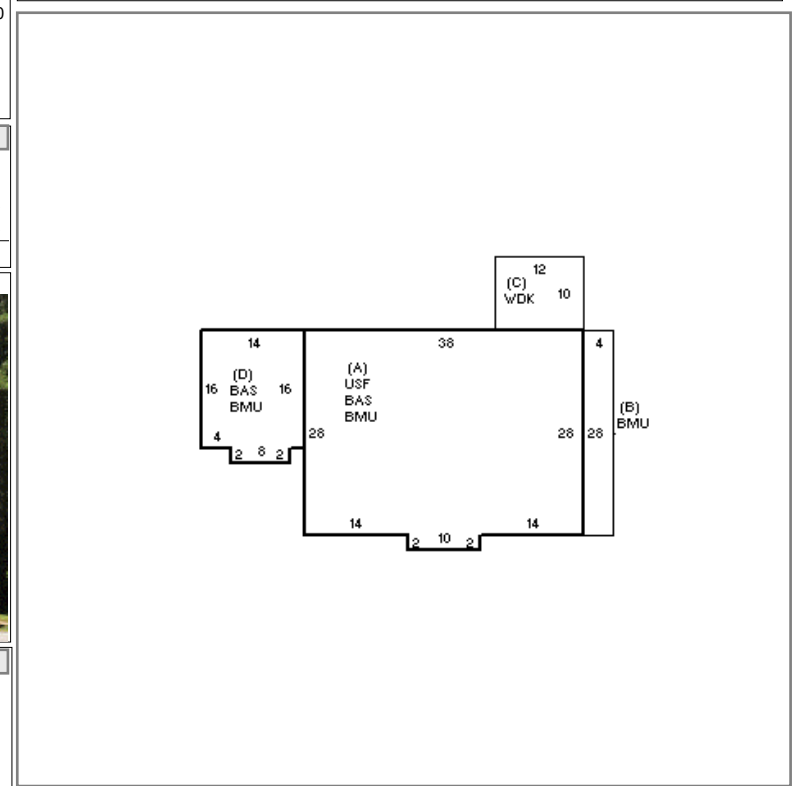 12
(C)
WDK 10
14 38 4
(A)
(D) USF
16 BAS 16 BAS
BMU BMU
(B)
BMU
4 28 28 28
2 8 2
14 14
2 10 2